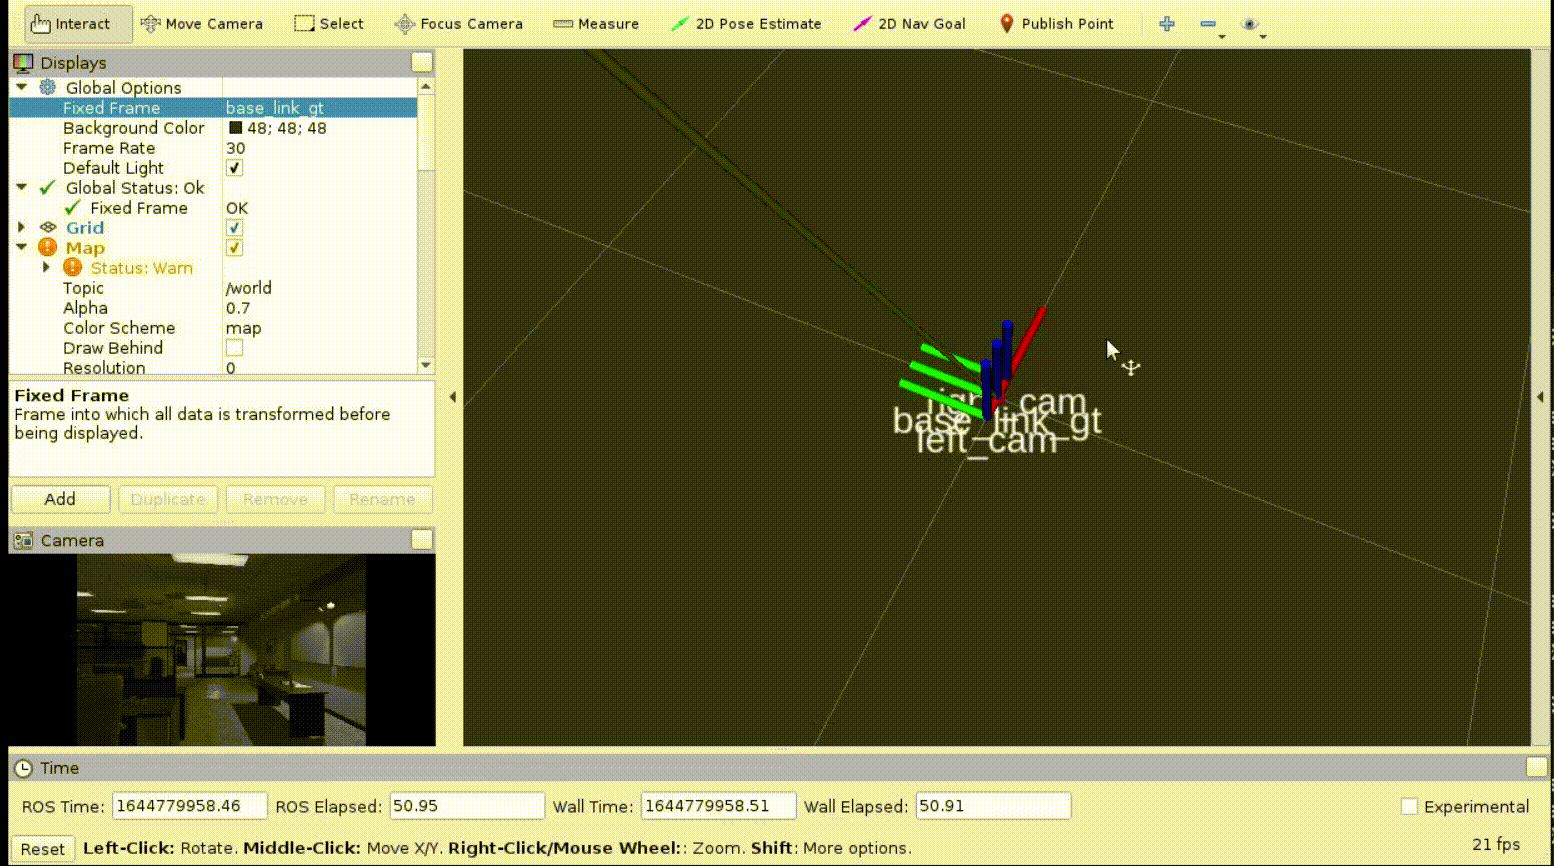 Interact Move Camera Select Focus Camera Measure 2D Pose Estimate 2D Nav Goal Publish Point
Displays
Global Options
Fixed Frame base_link_gt
Background Color 48; 48; 48
Frame Rate 30
Default Light
Global Status: Ok
Fixed Frame OK
Grid
Map
Status: Warn
Topic /world
Alpha 0.7
Color Scheme map
Draw Behind
Resolution 0
Fixed Frame
Frame into which all data is transformed before
being displayed.
Add Duplicate Remove Rename
Camera
right_cam
base_link_gt
left_cam
Time
ROS Time: 1644779958.46 ROS Elapsed: 50.95 Wall Time: 1644779958.51 Wall Elapsed: 50.91 Experimental
Reset Left-Click: Rotate. Middle-Click: Move X/Y. Right-Click/Mouse Wheel:: Zoom. Shift: More options. 21 fps